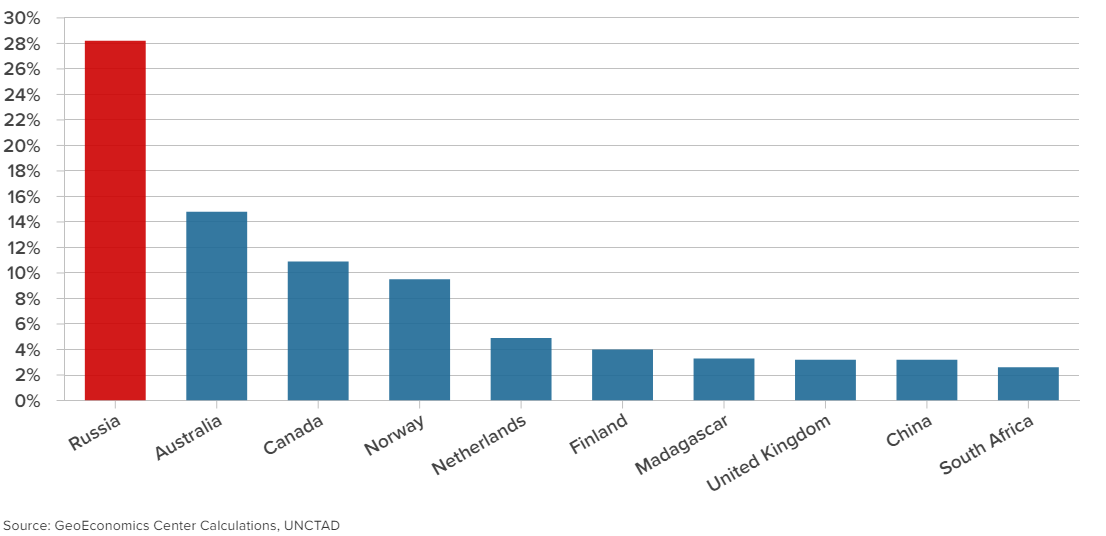 30%
28%
26%
24%
22%
20%
18%
16%
14%
12%
10%
8%
6%
4%
2%
0%
Russia
Australia
Canada
Norway
Netherlands
Finland
Madagascar
United Kingdom
China
South Africa
Source: GeoEconomics Center Calculations, UNCTAD